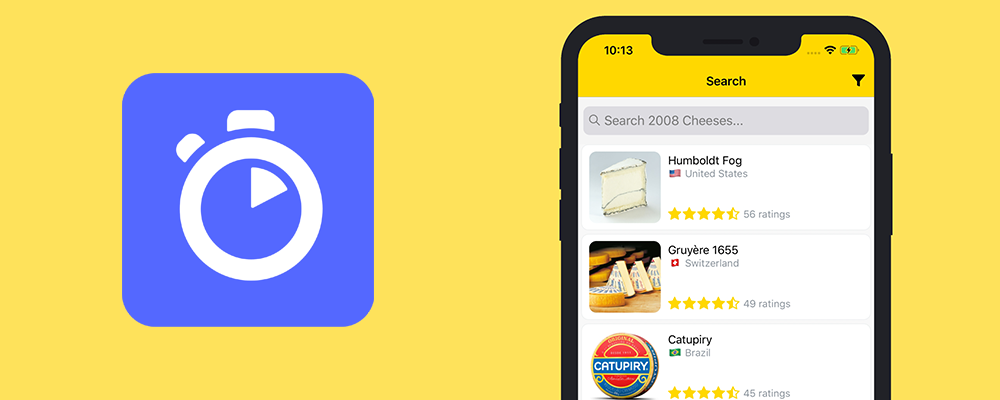 10:13
Search
Search 2008 Cheeses...
Humboldt Fog
United States
56 ratings
Gruyère 1655
Switzerland
49 ratings
Catupiry
Brazil
ORIGINAL
CATUPIRY
45 ratings